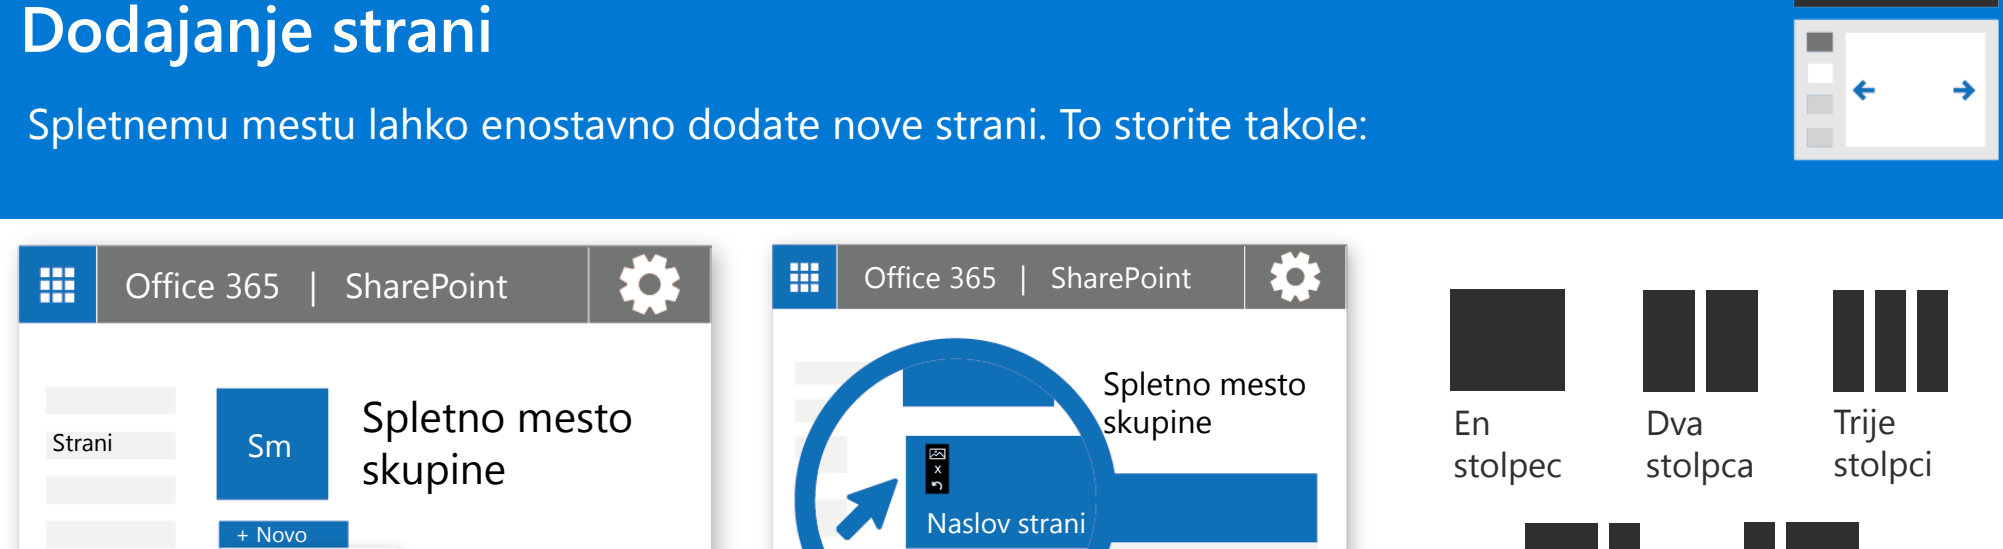 Dodajanje strani
Spletnemu mestu lahko enostavno dodate nove strani. To storite takole:
Office 365 | SharePoint
Strani
Sm
Spletno mesto
skupine
+ Novo
Office 365 | SharePoint
Spletno mesto
skupine
x
Naslov strani
En
stolpec
Dva
stolpca
Trije
stolpci